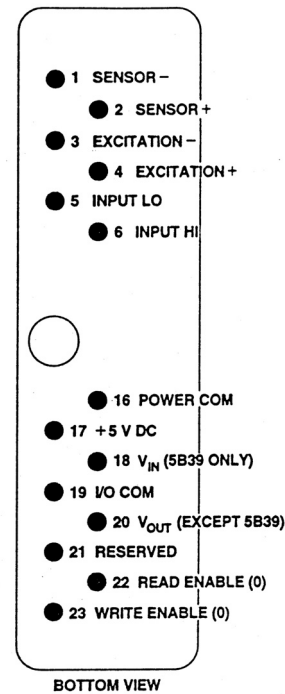 1 SENSOR −
2 SENSOR +
3 EXCITATION −
4 EXCITATION +
5 INPUT LO
6 INPUT HI
16 POWER COM
17 +5 V DC
18 VIN (5B39 ONLY)
19 I/O COM
20 VOUT (EXCEPT 5B39)
21 RESERVED
22 READ ENABLE (0)
23 WRITE ENABLE (0)
BOTTOM VIEW